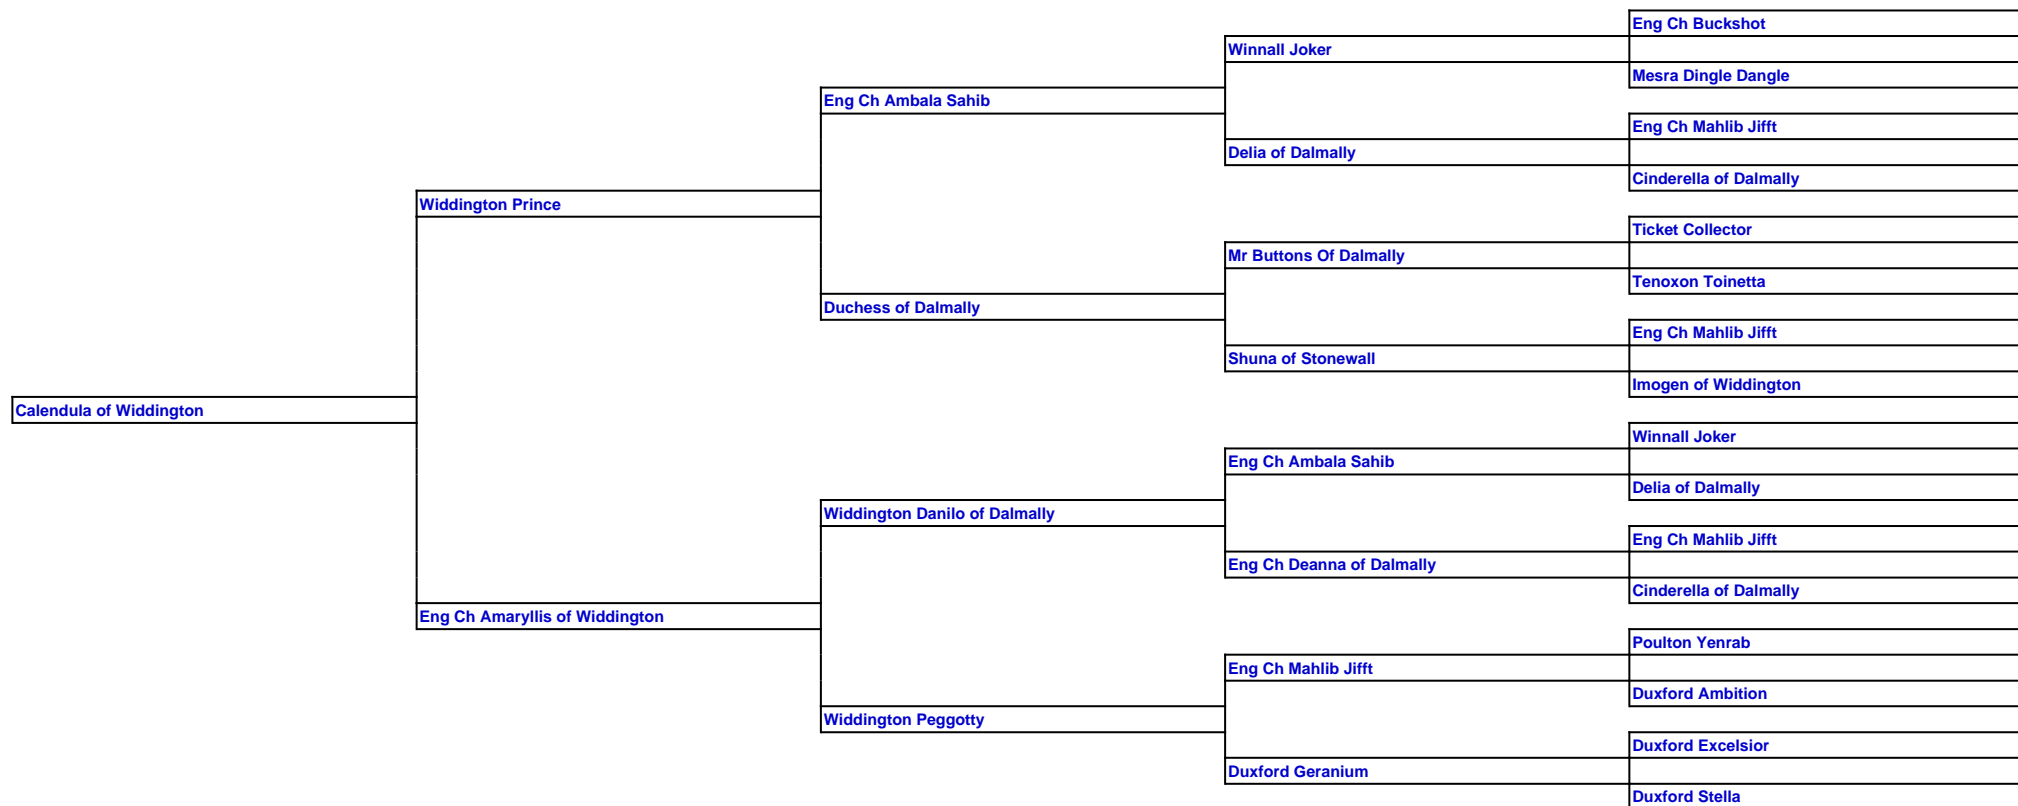 Eng Ch Buckshot
Winnall Joker
Mesra Dingle Dangle
Eng Ch Ambala Sahib
Eng Ch Mahlib Jifft
Delia of Dalmally
Cinderella of Dalmally
Widdington Prince
Ticket Collector
Mr Buttons Of Dalmally
Tenoxon Toinetta
Duchess of Dalmally
Eng Ch Mahlib Jifft
Shuna of Stonewall
Imogen of Widdington
Calendula of Widdington
Winnall Joker
Eng Ch Ambala Sahib
Delia of Dalmally
Widdington Danilo of Dalmally
Eng Ch Mahlib Jifft
Eng Ch Deanna of Dalmally
Cinderella of Dalmally
Eng Ch Amaryllis of Widdington
Poulton Yenrab
Eng Ch Mahlib Jifft
Duxford Ambition
Widdington Peggotty
Duxford Excelsior
Duxford Geranium
Duxford Stella